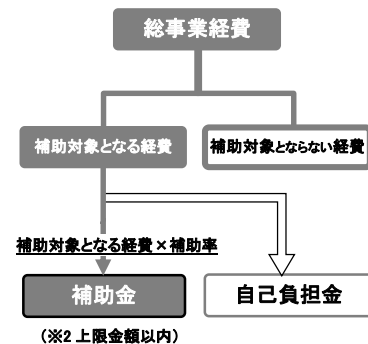 総事業経費
補助対象となる経費
補助対象とならない経費
補助対象となる経費×補助率
補助金
自己負担金
(※2 上限金額以内)